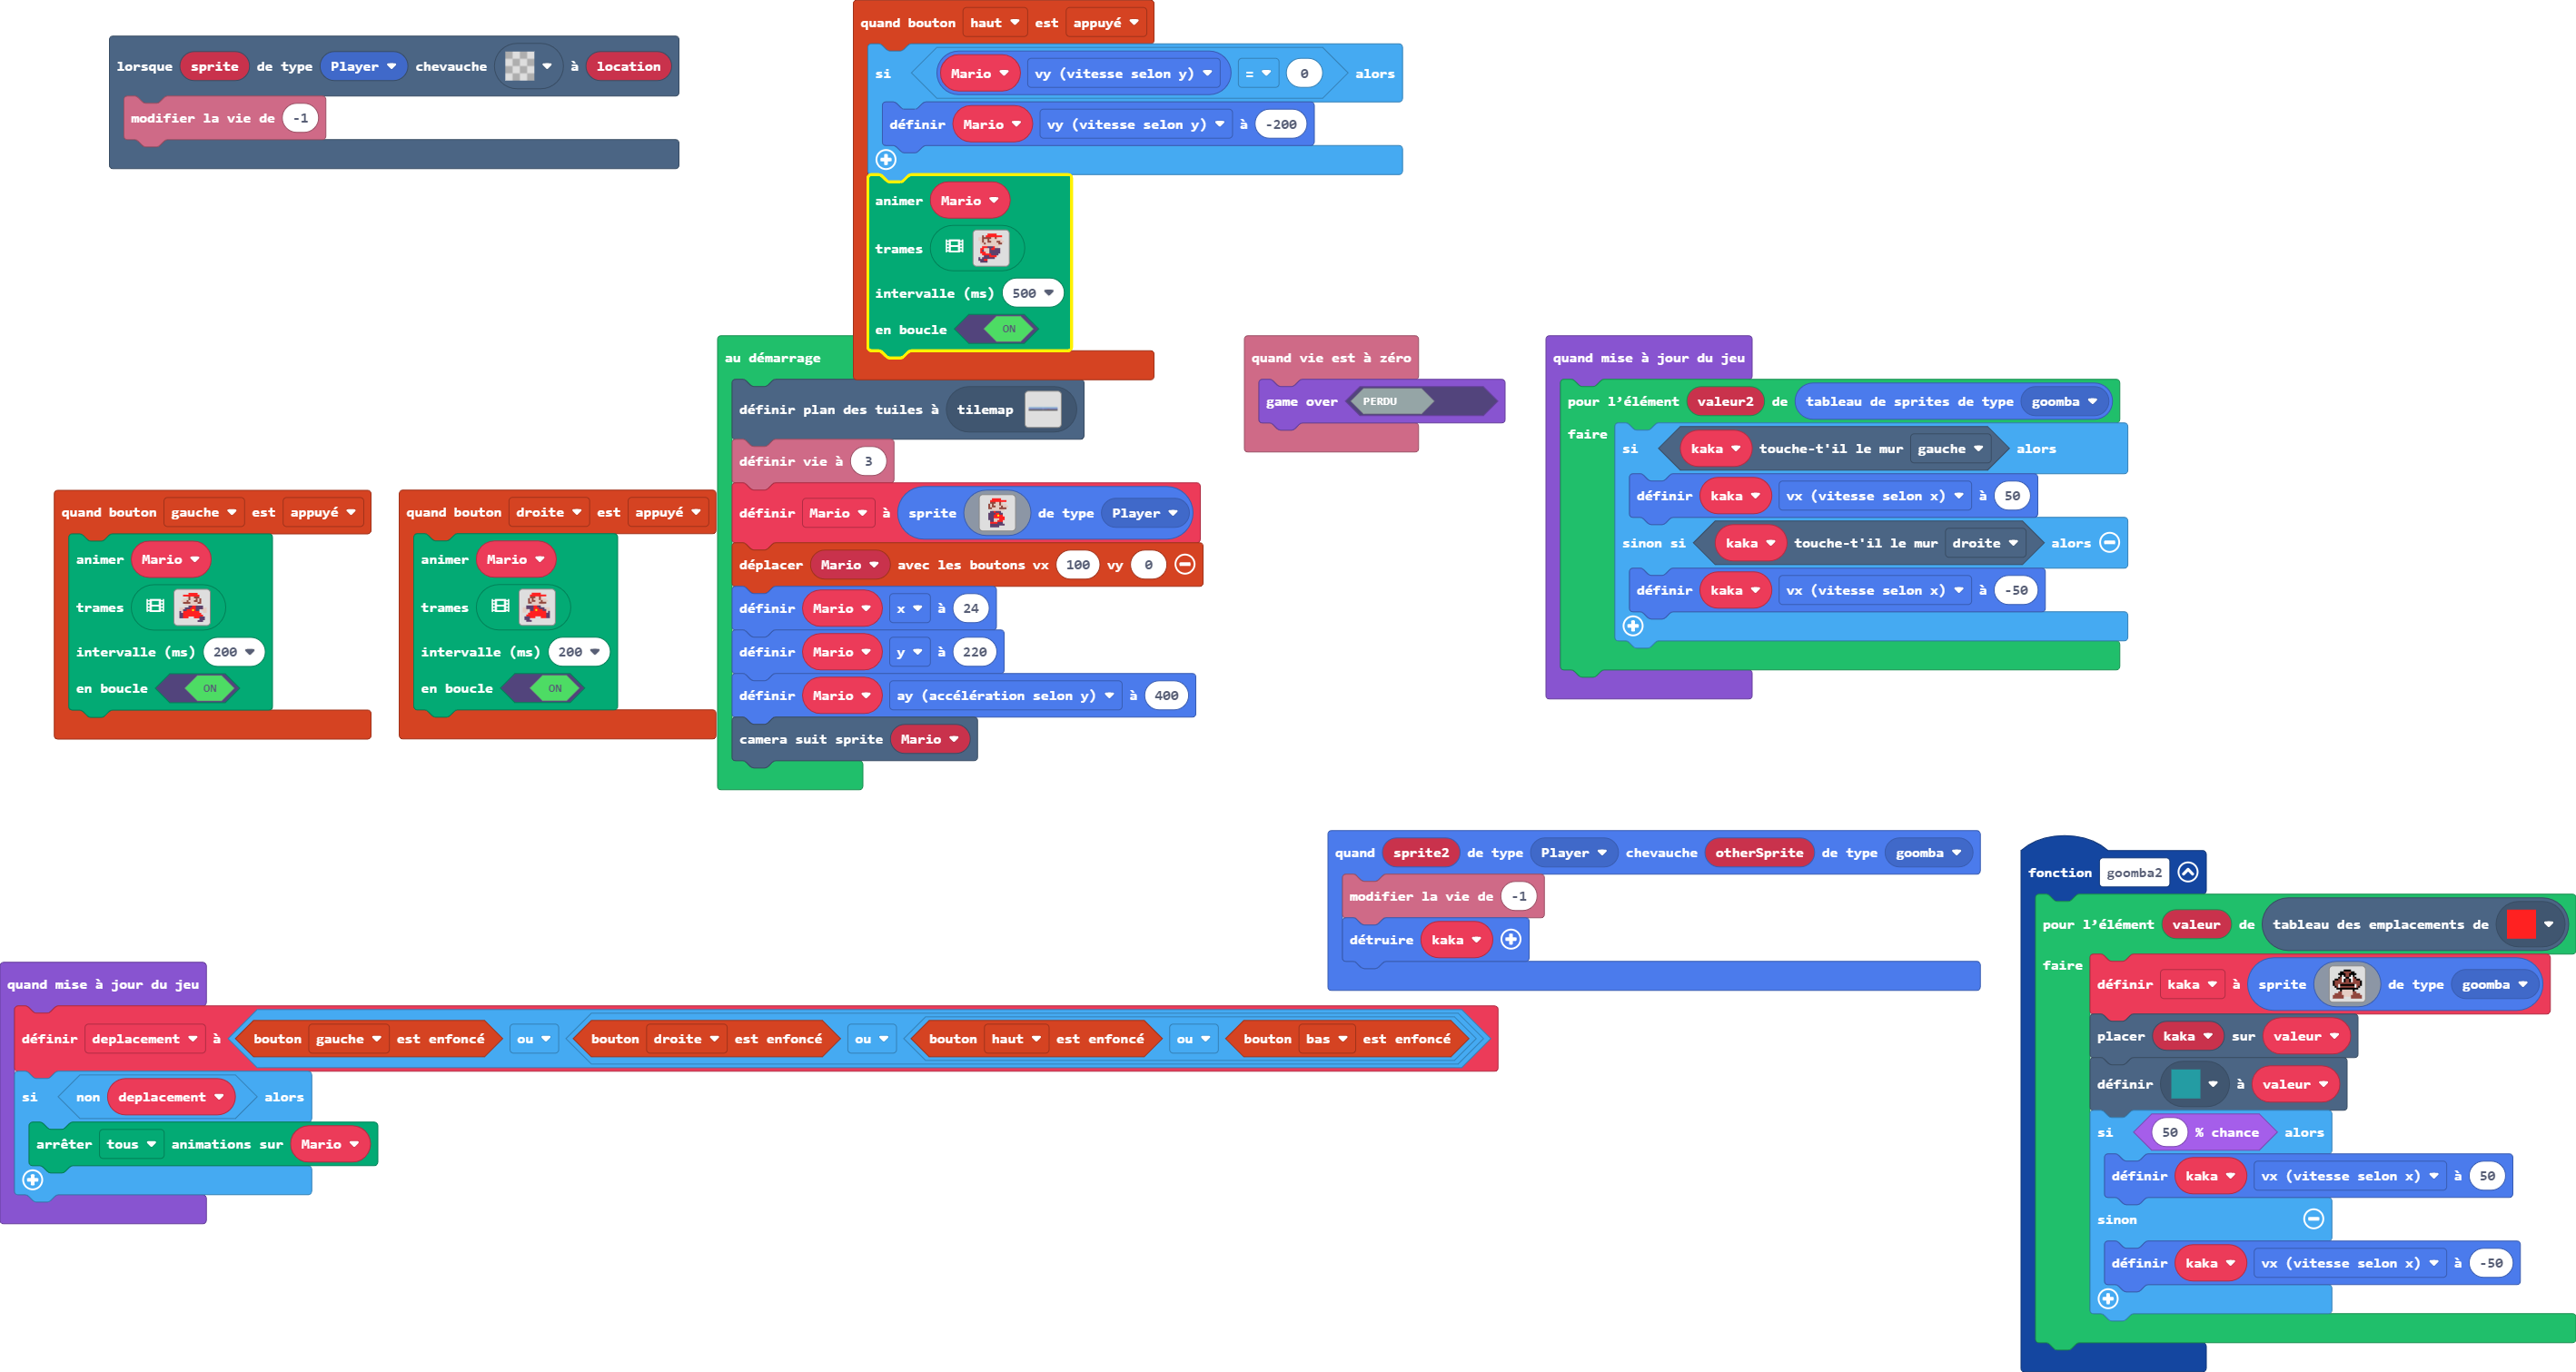 lorsque sprite de type Player chevauche à location
modifier la vie de -1
quand bouton haut est appuyé
si Mario vy (vitesse selon y) = 0 alors
définir Mario vy (vitesse selon y) à -200
animer Mario
trames
intervalle (ms) 500
en boucle ON
au démarrage
définir plan des tuiles à tilemap
définir vie à 3
définir Mario à sprite de type Player
déplacer Mario avec les boutons vx 100 vy 0
définir Mario x à 24
définir Mario y à 220
définir Mario ay (accélération selon y) à 400
camera suit sprite Mario
quand vie est à zéro
game over PERDU
quand mise à jour du jeu
pour l'élément valeur2 de tableau de sprites de type goomba
faire
si kaka touche-t'il le mur gauche alors
définir kaka vx (vitesse selon x) à 50
sinon si kaka touche-t'il le mur droite alors
définir kaka vx (vitesse selon x) à -50
quand bouton gauche est appuyé
animer Mario
trames
intervalle (ms) 200
en boucle ON
quand bouton droite est appuyé
animer Mario
trames
intervalle (ms) 200
en boucle ON
quand sprite2 de type Player chevauche otherSprite de type goomba
modifier la vie de -1
détruire kaka
fonction goomba2
pour l'élément valeur de tableau des emplacements de
faire
définir kaka à sprite de type goomba
placer kaka sur valeur
définir à valeur
si 50 % chance alors
définir kaka vx (vitesse selon x) à 50
sinon
définir kaka vx (vitesse selon x) à -50
quand mise à jour du jeu
définir deplacement à bouton gauche est enfoncé ou bouton droite est enfoncé ou bouton haut est enfoncé ou bouton bas est enfoncé
si non deplacement alors
arrêter tous animations sur Mario